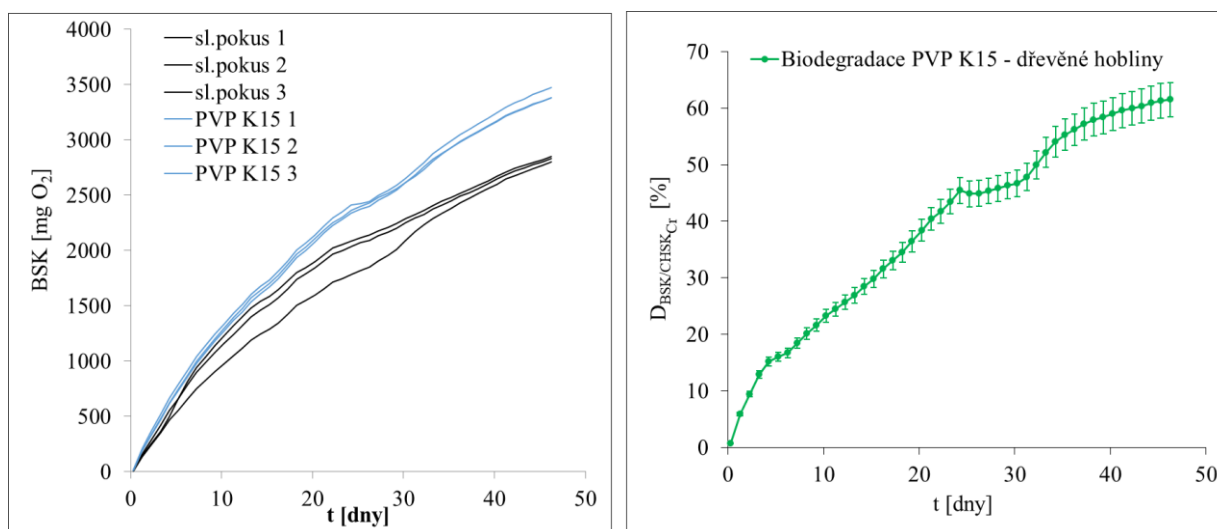 4000
3500
3000
2500
2000
1500
1000
500
0
BSK [mg O2]
sl.pokus 1
sl.pokus 2
sl.pokus 3
PVP K15 1
PVP K15 2
PVP K15 3
0 10 20 30 40 50
t [dny]
70
60
50
40
30
20
10
0
DBSK/CHSKCr [%]
Biodegradace PVP K15 - dřevěné hobliny
0 10 20 30 40 50
t [dny]